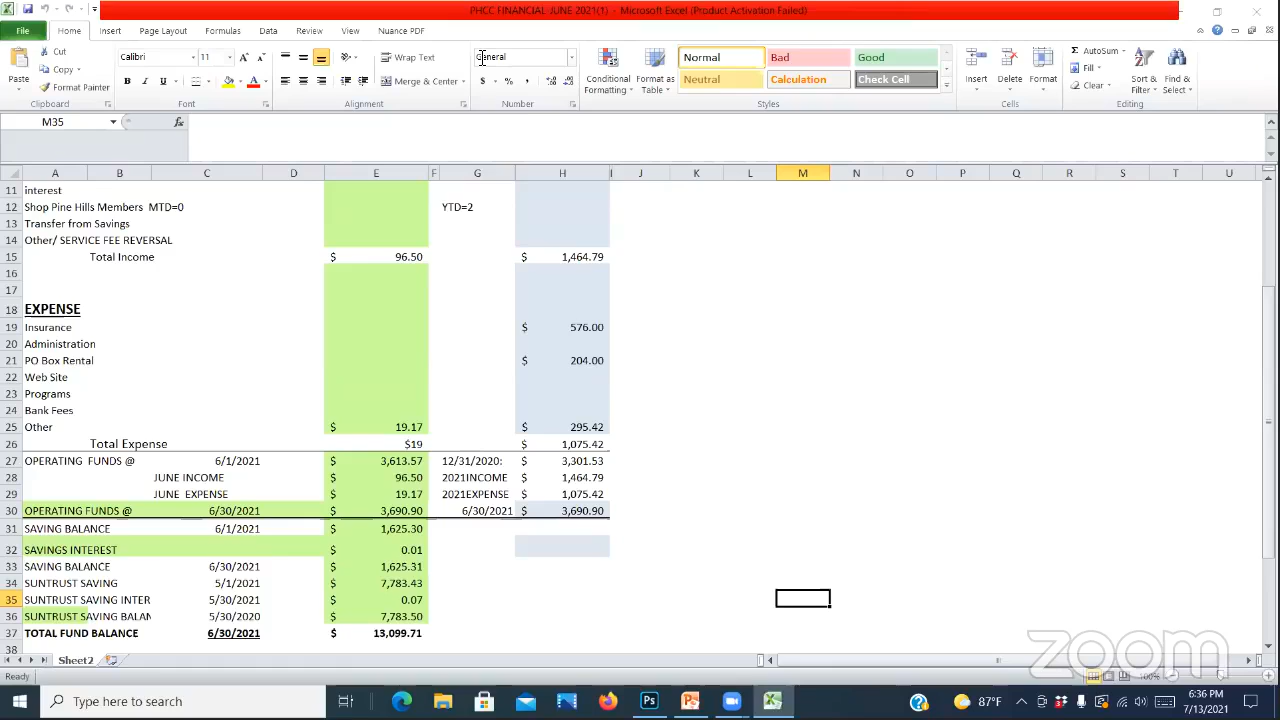 PHCC FINANCIAL-JUNE 2021(1) - Microsoft Excel (Product Activation Failed)
File Home Insert Page Layout Formulas Data Review View Nuance PDF
Paste
Cut
Copy
Format Painter
Clipboard
Calibri 11
B I U
Font
Wrap Text
Merge & Center
Alignment
General
$ % ,
Number
Conditional Formatting
Format as Table
Normal Bad Good
Neutral Calculation Check Cell
Styles
Insert Delete Format
Cells
AutoSum
Fill
Clear
Sort & Filter
Find & Select
Editing
M35 fx
A B C D E F G H I J K L M N O P Q R S T U
11 interest
12 Shop Pine Hills Members MTD=0 YTD=2
13 Transfer from Savings
14 Other/ SERVICE FEE REVERSAL
15 Total Income $ 96.50 $ 1,464.79
16
17
18 EXPENSE
19 Insurance $ 576.00
20 Administration
21 PO Box Rental $ 204.00
22 Web Site
23 Programs
24 Bank Fees
25 Other $ 19.17 $ 295.42
26 Total Expense $19 $ 1,075.42
27 OPERATING FUNDS @ 6/1/2021 $ 3,613.57 12/31/2020: $ 3,301.53
28 JUNE INCOME $ 96.50 2021INCOME $ 1,464.79
29 JUNE EXPENSE $ 19.17 2021EXPENSE $ 1,075.42
30 OPERATING FUNDS @ 6/30/2021 $ 3,690.90 6/30/2021 $ 3,690.90
31 SAVING BALANCE 6/1/2021 $ 1,625.30
32 SAVINGS INTEREST $ 0.01
33 SAVING BALANCE 6/30/2021 $ 1,625.31
34 SUNTRUST SAVING 5/1/2021 $ 7,783.43
35 SUNTRUST SAVING INTER 5/30/2021 $ 0.07
36 SUNTRUST SAVING BALAN 5/30/2020 $ 7,783.50
37 TOTAL FUND BALANCE 6/30/2021 $ 13,099.71
38
Sheet2
Ready 100%
zoom
Type here to search
87°F
6:36 PM
7/13/2021